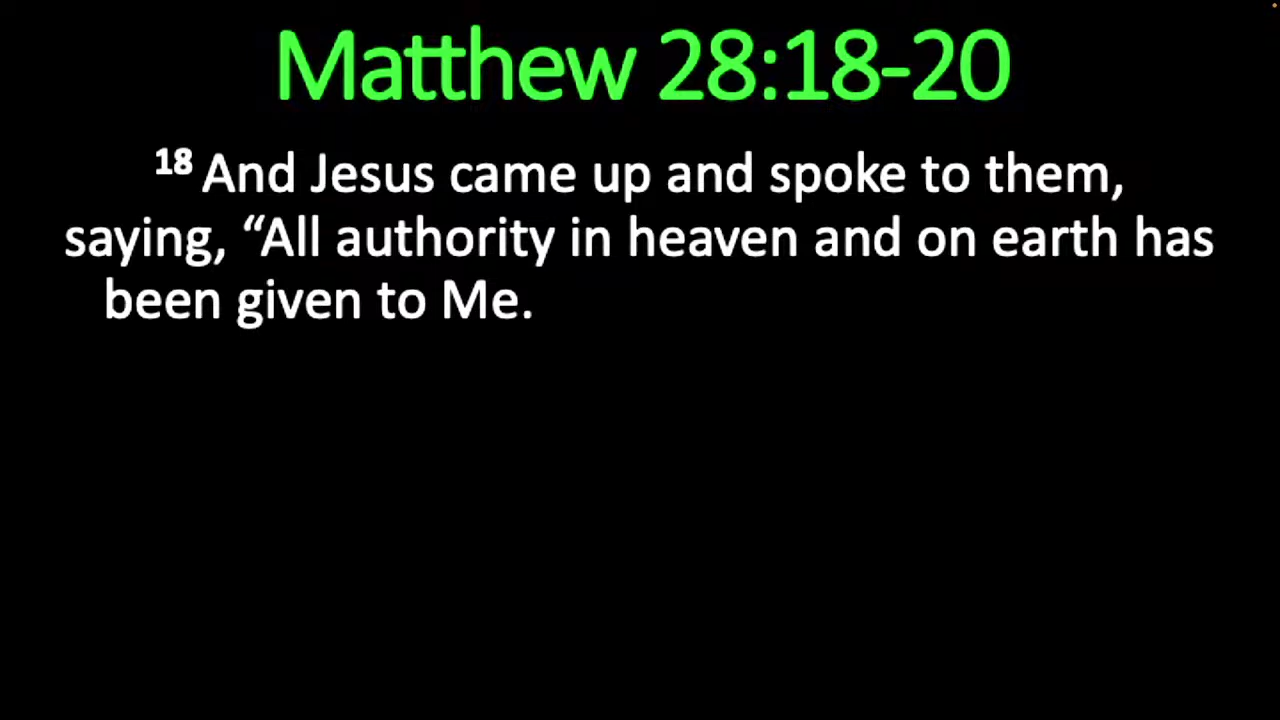 Matthew 28:18-20
18 And Jesus came up and spoke to them,
saying, “All authority in heaven and on earth has
been given to Me.